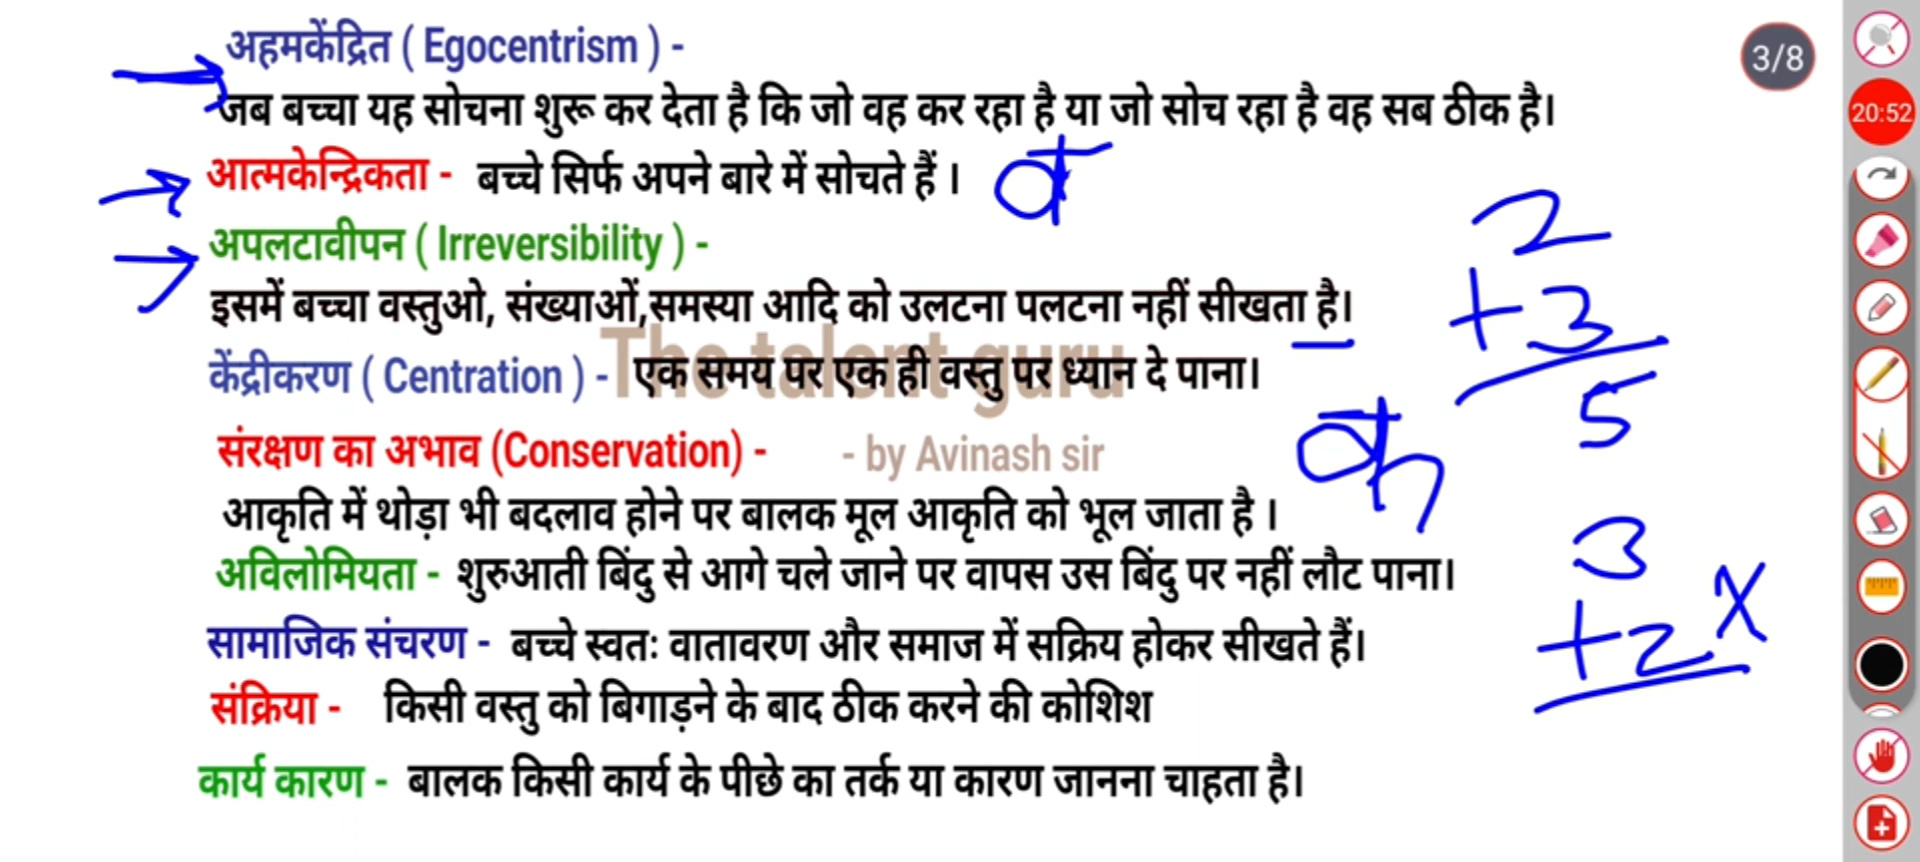 अहमकेंद्रित ( Egocentrism ) -
3/8
20:52
जब बच्चा यह सोचना शुरू कर देता है कि जो वह कर रहा है या जो सोच रहा है वह सब ठीक है।
आत्मकेन्द्रिकता - बच्चे सिर्फ अपने बारे में सोचते हैं ।
अपलटावीपन ( Irreversibility ) -
इसमें बच्चा वस्तुओ, संख्याओं,समस्या आदि को उलटना पलटना नहीं सीखता है।
The talent guru
केंद्रीकरण ( Centration ) - एक समय पर एक ही वस्तु पर ध्यान दे पाना।
संरक्षण का अभाव (Conservation) -
- by Avinash sir
आकृति में थोड़ा भी बदलाव होने पर बालक मूल आकृति को भूल जाता है ।
अविलोमियता - शुरुआती बिंदु से आगे चले जाने पर वापस उस बिंदु पर नहीं लौट पाना।
सामाजिक संचरण - बच्चे स्वतः वातावरण और समाज में सक्रिय होकर सीखते हैं।
संक्रिया - किसी वस्तु को बिगाड़ने के बाद ठीक करने की कोशिश
कार्य कारण - बालक किसी कार्य के पीछे का तर्क या कारण जानना चाहता है।
2
+3
5
3
+2 X